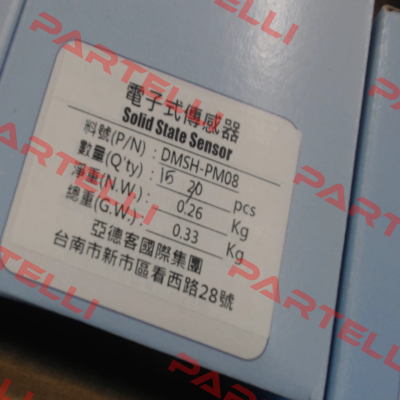 PARTELLI
PARTELLI
PARTELLI
PARTELLI
PARTELLI
電子式傳感器
Solid State Sensor
料號(P/N) : DMSH-PM08
數量(Q'ty) : 15 20 pcs
淨重(N.W.) : 0.26 Kg
總重(G.W.) : 0.33 Kg
亞德客國際集團
台南市新市區看西路28號